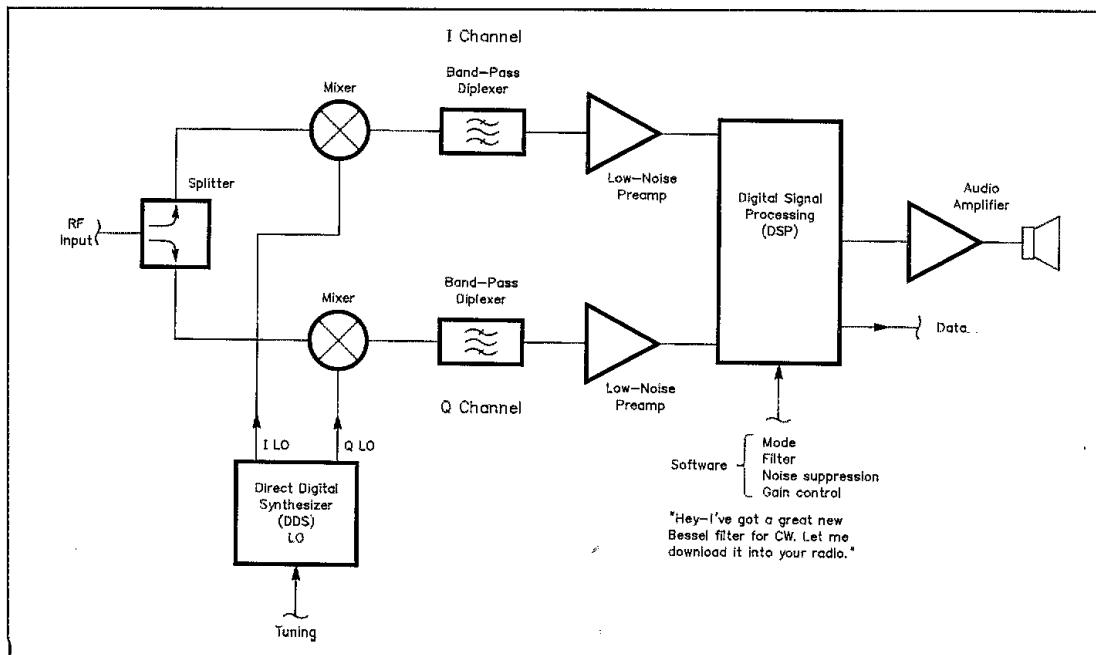 I Channel
Band-Pass
Diplexer
Mixer
Low-Noise
Preamp
Splitter
RF
Input
Digital Signal
Processing
(DSP)
Audio
Amplifier
Mixer
Band-Pass
Diplexer
Data
Low-Noise
Preamp
Q Channel
I LO
Q LO
Direct Digital
Synthesizer
(DDS)
LO
Tuning
Software
Mode
Filter
Noise suppression
Gain control
"Hey-I've got a great new
Bessel filter for CW. Let me
download it into your radio."